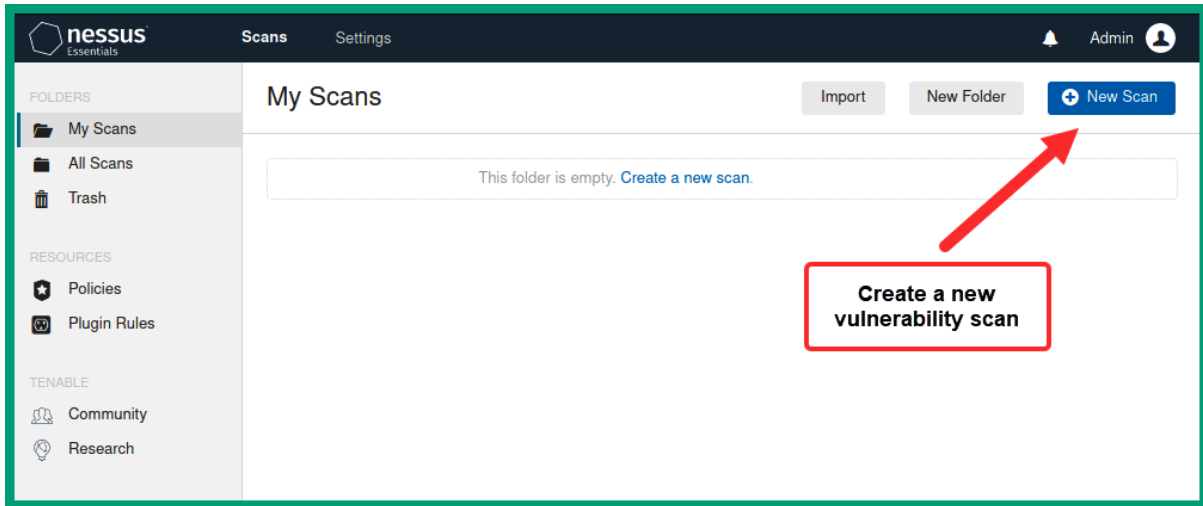 nessus
Essentials
Scans Settings
Admin
FOLDERS
My Scans
All Scans
Trash
RESOURCES
Policies
Plugin Rules
TENABLE
Community
Research
My Scans
Import New Folder New Scan
This folder is empty. Create a new scan.
Create a new
vulnerability scan